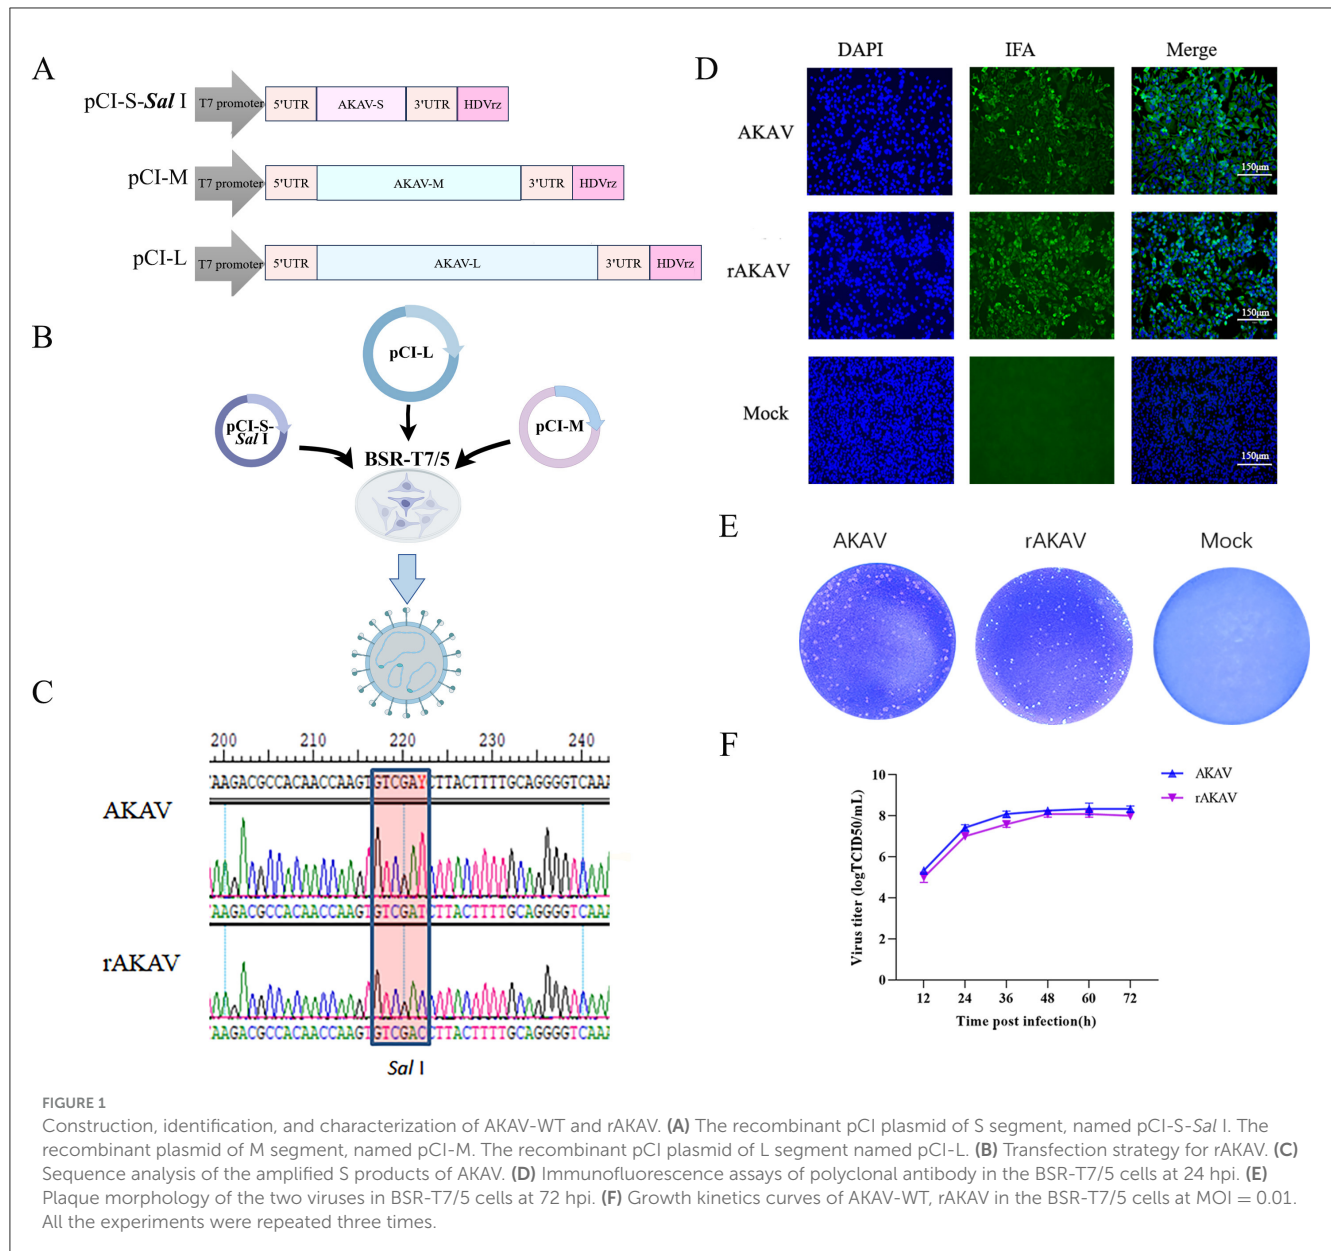 A
pCI-S-Sal I
T7 promoter
5'UTR
AKAV-S
3'UTR
HDVrz
pCI-M
T7 promoter
5'UTR
AKAV-M
3'UTR
HDVrz
pCI-L
T7 promoter
5'UTR
AKAV-L
3'UTR
HDVrz
B
pCI-L
pCI-S-
Sal I
pCI-M
BSR-T7/5
C
200 210 220 230 240
AAGACGCCACAACCAAGTGTCGAYCTTACTTTTGCAGGGGTCAAA
AKAV
AAGACGCCACAACCAAGTGTCGATCTTACTTTTGCAGGGGTCAAA
rAKAV
AAGACGCCACAACCAAGTGTCGACCTTACTTTTGCAGGGGTCAAA
Sal I
D
DAPI IFA Merge
AKAV
150μm
rAKAV
150μm
Mock
150μm
E
AKAV rAKAV Mock
F
Virus titer (logTCID50/mL)
10
8
6
4
2
0
12 24 36 48 60 72
Time post infection(h)
AKAV
rAKAV
FIGURE 1
Construction, identification, and characterization of AKAV-WT and rAKAV. (A) The recombinant pCI plasmid of S segment, named pCI-S-Sal I. The
recombinant plasmid of M segment, named pCI-M. The recombinant pCI plasmid of L segment named pCI-L. (B) Transfection strategy for rAKAV. (C)
Sequence analysis of the amplified S products of AKAV. (D) Immunofluorescence assays of polyclonal antibody in the BSR-T7/5 cells at 24 hpi. (E)
Plaque morphology of the two viruses in BSR-T7/5 cells at 72 hpi. (F) Growth kinetics curves of AKAV-WT, rAKAV in the BSR-T7/5 cells at MOI = 0.01.
All the experiments were repeated three times.